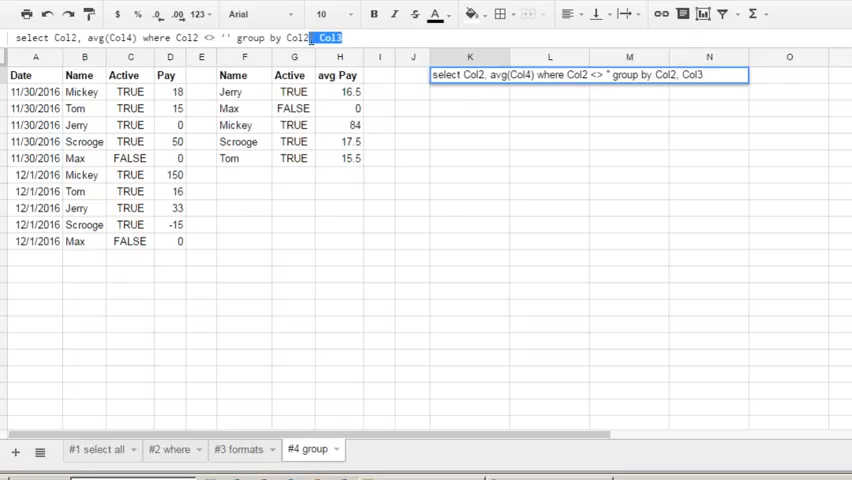 $ % .0 .00 123 Arial 10 B I S A
select Col2, avg(Col4) where Col2 <> '' group by Col2, Col3
A B C D E F G H I J K L M N O
Date Name Active Pay Name Active avg Pay select Col2, avg(Col4) where Col2 <> '' group by Col2, Col3
11/30/2016 Mickey TRUE 18 Jerry TRUE 16.5
11/30/2016 Tom TRUE 15 Max FALSE 0
11/30/2016 Jerry TRUE 0 Mickey TRUE 84
11/30/2016 Scrooge TRUE 50 Scrooge TRUE 17.5
11/30/2016 Max FALSE 0 Tom TRUE 15.5
12/1/2016 Mickey TRUE 150
12/1/2016 Tom TRUE 16
12/1/2016 Jerry TRUE 33
12/1/2016 Scrooge TRUE -15
12/1/2016 Max FALSE 0
#1 select all #2 where #3 formats #4 group